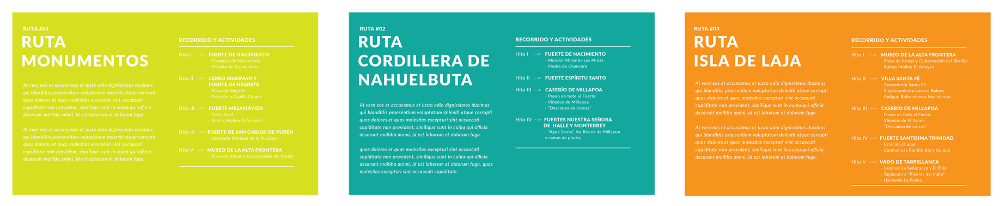 RUTA #01
RUTA
MONUMENTOS
At vero eos et accusamus et iusto odio dignissimos ducimus
qui blanditiis praesentium voluptatum deleniti atque corrupti
quos dolores et quas molestias excepturi sint occaecati
cupiditate non provident, similique sunt in culpa qui officia
deserunt mollitia animi, id est laborum et dolorum fuga.
At vero eos et accusamus et iusto odio dignissimos ducimus
qui blanditiis praesentium voluptatum deleniti atque corrupti
quos dolores et quas molestias excepturi sint occaecati
cupiditate non provident, similique sunt in culpa qui officia
deserunt mollitia animi, id est laborum et dolorum fuga.
RECORRIDO Y ACTIVIDADES
Hito I --> FUERTE DE NACIMIENTO
- Cerámica de Nacimiento
- Mirador de Nacimiento
Hito II --> CERRO MARIMAN Y
FUERTE DE NEGRETE
- Plaza de Negrete
- Estación y Capilla Coigue
Hito III --> FUERTE MESAMÁVIDA
- Cerro Cuel
- Ruinas Molino El Arrayán
Hito IV --> FUERTE DE SAN CARLOS DE PURÉN
- Santuario Mariano de la Purísima
Hito V --> MUSEO DE LA ALTA FRONTERA
- Plaza de Armas y Gobernación del Biobío
RUTA #02
RUTA
CORDILLERA DE
NAHUELBUTA
At vero eos et accusamus et iusto odio dignissimos ducimus
qui blanditiis praesentium voluptatum deleniti atque corrupti
quos dolores et quas molestias excepturi sint occaecati
cupiditate non provident, similique sunt in culpa qui officia
deserunt mollitia animi, id est laborum et dolorum fuga.
quos dolores et quas molestias excepturi sint occaecati
cupiditate non provident, similique sunt in culpa qui officia
deserunt mollitia animi, id est laborum et dolorum fuga. quas
molestias excepturi sint occaecati cupiditate.
RECORRIDO Y ACTIVIDADES
Hito I --> FUERTE DE NACIMIENTO
- Mirador Millantu-Las Minas
- Piedra de Chancura
Hito II --> FUERTE ESPÍRITU SANTO
Hito III --> CASERÍO DE MILLAPOA
- Paseo en bote al Fuerte
- Viñedos de Millapoa
- "Descanso de cruces"
Hito IV --> FUERTES NUESTRA SEÑORA
DE HALLE Y MONTERREY
- "Agua Santa", los Riscos de Millapoa
y cañon de piedra
RUTA #03
RUTA
ISLA DE LAJA
At vero eos et accusamus et iusto odio dignissimos ducimus
qui blanditiis praesentium voluptatum deleniti atque corrupti
quos dolores et quas molestias excepturi sint occaecati
cupiditate non provident, similique sunt in culpa qui officia
deserunt mollitia animi, id est laborum et dolorum fuga.
At vero eos et accusamus et iusto odio dignissimos ducimus
qui blanditiis praesentium voluptatum deleniti atque corrupti
quos dolores et quas molestias excepturi sint occaecati
cupiditate non provident, similique sunt in culpa qui officia
deserunt mollitia animi, id est laborum et dolorum fuga.
RECORRIDO Y ACTIVIDADES
Hito I --> MUSEO DE LA ALTA FRONTERA
- Plaza de Armas y Gobernación del Bío Bío
- Ruinas Molino El Arrayán
Hito II --> VILLA SANTA FÉ
- Cementerio Santa Fé
- Emplazamiento casona Bulnes
- Antiguo Balseadero a Nacimiento
Hito III --> CASERÍO DE MILLAPOA
- Paseo en bote al Fuerte
- Viñedos de Millapoa
- "Descanso de cruces"
Hito IV --> FUERTE SANTISIMA TRINIDAD
- Estación Diuquí
- Confluencia Río Bío Bío y Guaqui
Hito V --> VADO DE TARPELLANCA
- Lagunas La Señoranza y El Pillo
- Tapiacura o "Piedras del Indio"
- Hacienda La Palma